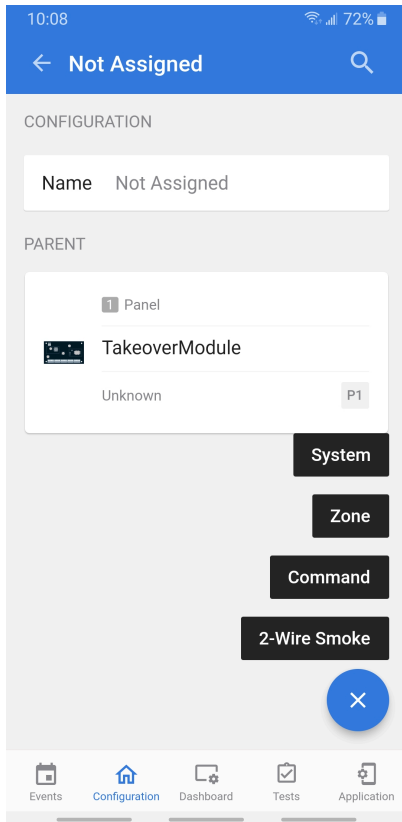 10:08 72%
Not Assigned
CONFIGURATION
Name Not Assigned
PARENT
1 Panel
TakeoverModule
Unknown P1
System
Zone
Command
2-Wire Smoke
Events Configuration Dashboard Tests Application